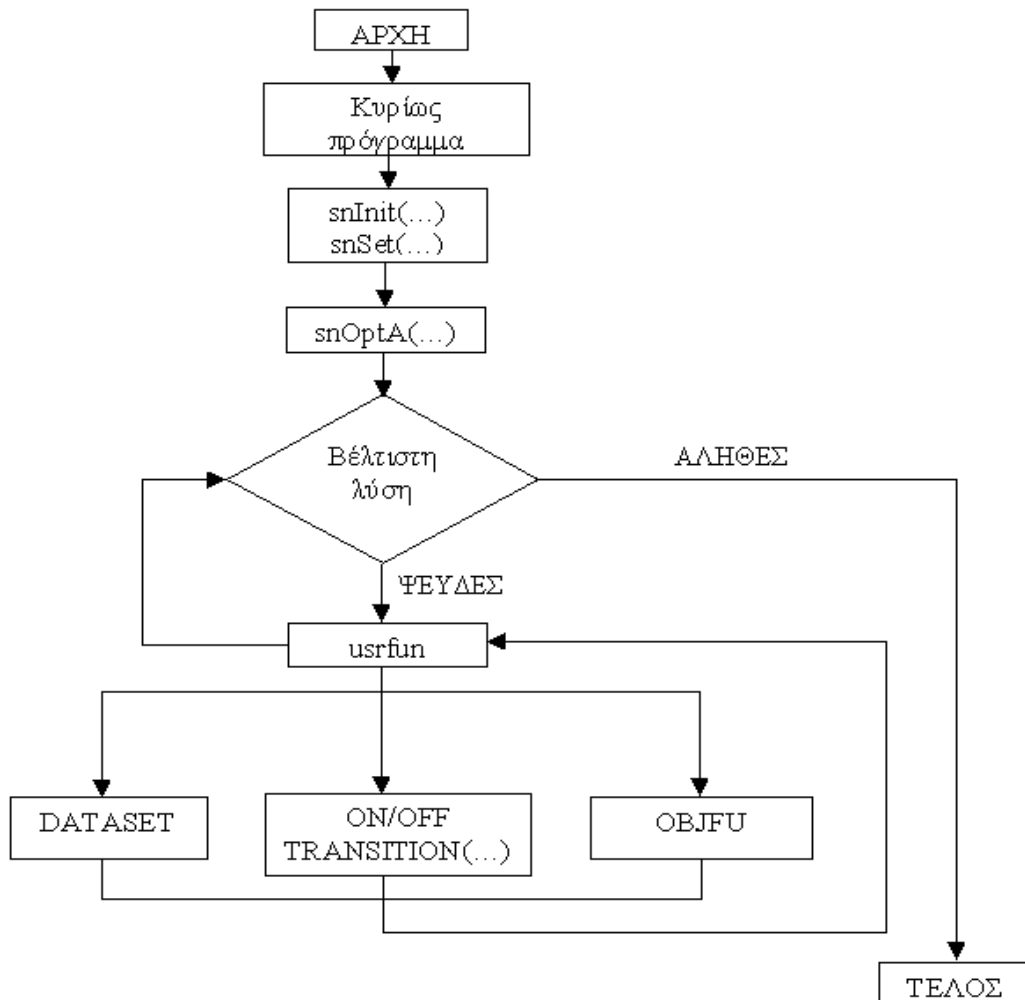 ΑΡΧΗ
Κυρίως
πρόγραμμα
snInit(...)
snSet(...)
snOptA(...)
Βέλτιστη
λύση
ΑΛΗΘΕΣ
ΨΕΥΔΕΣ
usrfun
DATASET
ON/OFF
TRANSITION(...)
OBJFU
ΤΕΛΟΣ